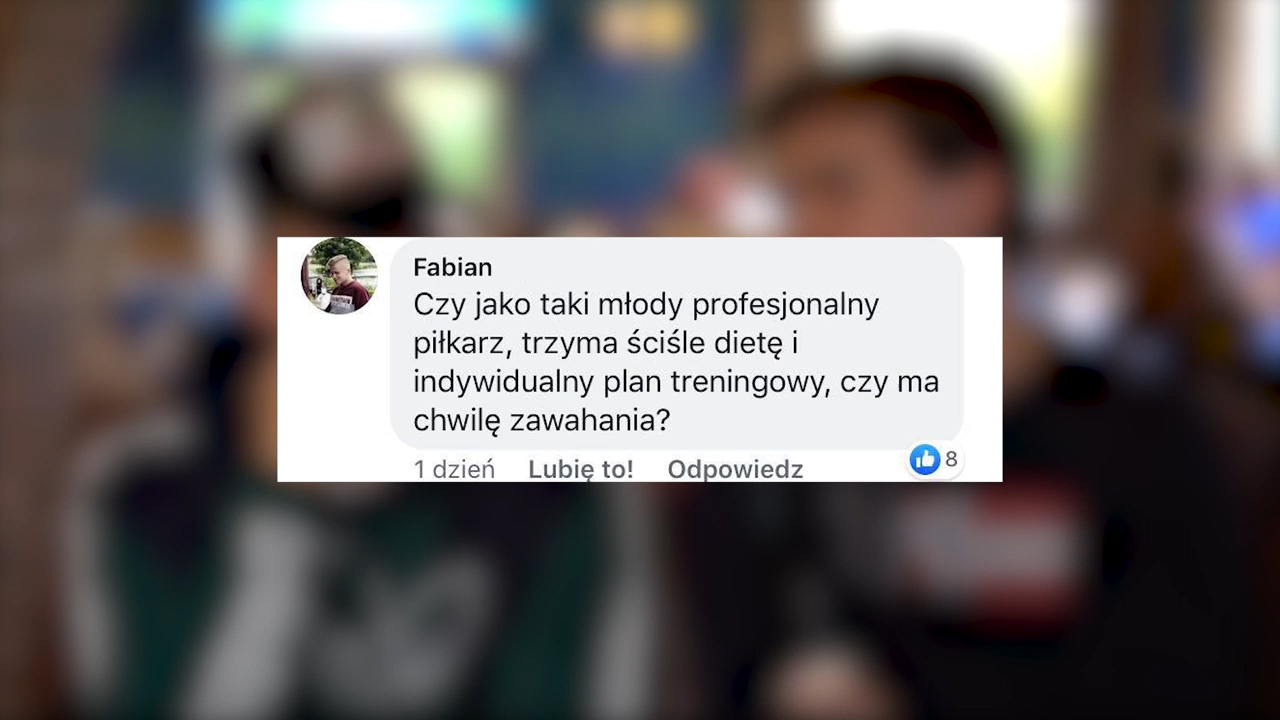 Fabian
Czy jako taki młody profesjonalny
piłkarz, trzyma ściśle dietę i
indywidualny plan treningowy, czy ma
chwilę zawahania?
1 dzień Lubię to! Odpowiedz 8